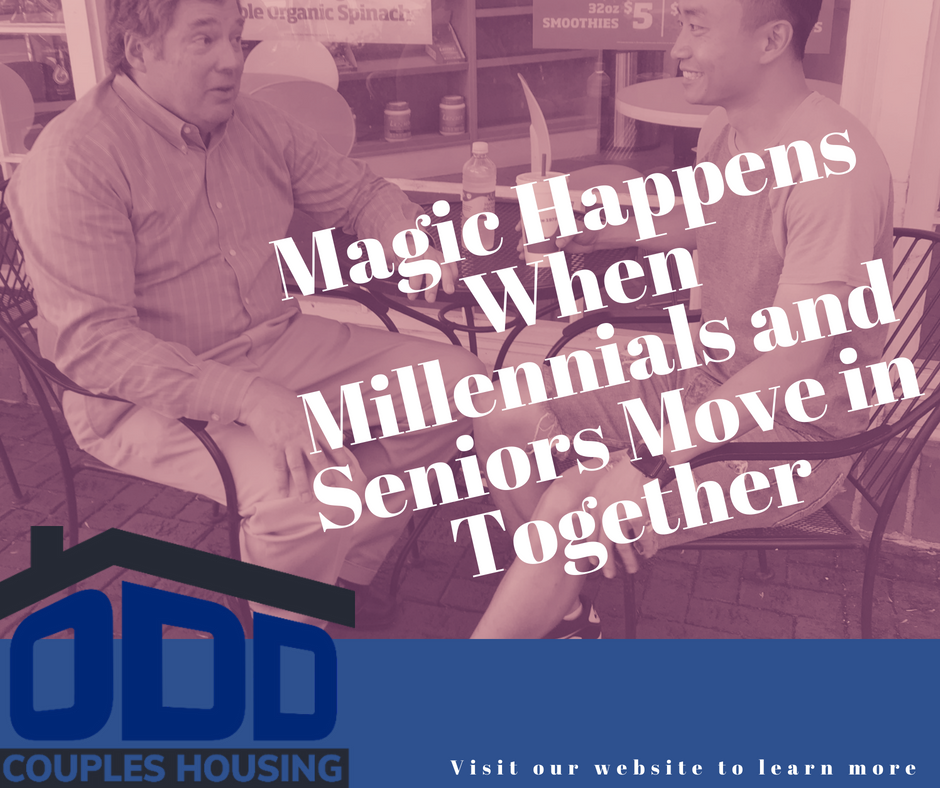 ble Organic Spinach
32oz $5 $
SMOOTHIES s
Magic Happens
When
Millennials and
Seniors Move in
Together
ODD
COUPLES HOUSING
Visit our website to learn more